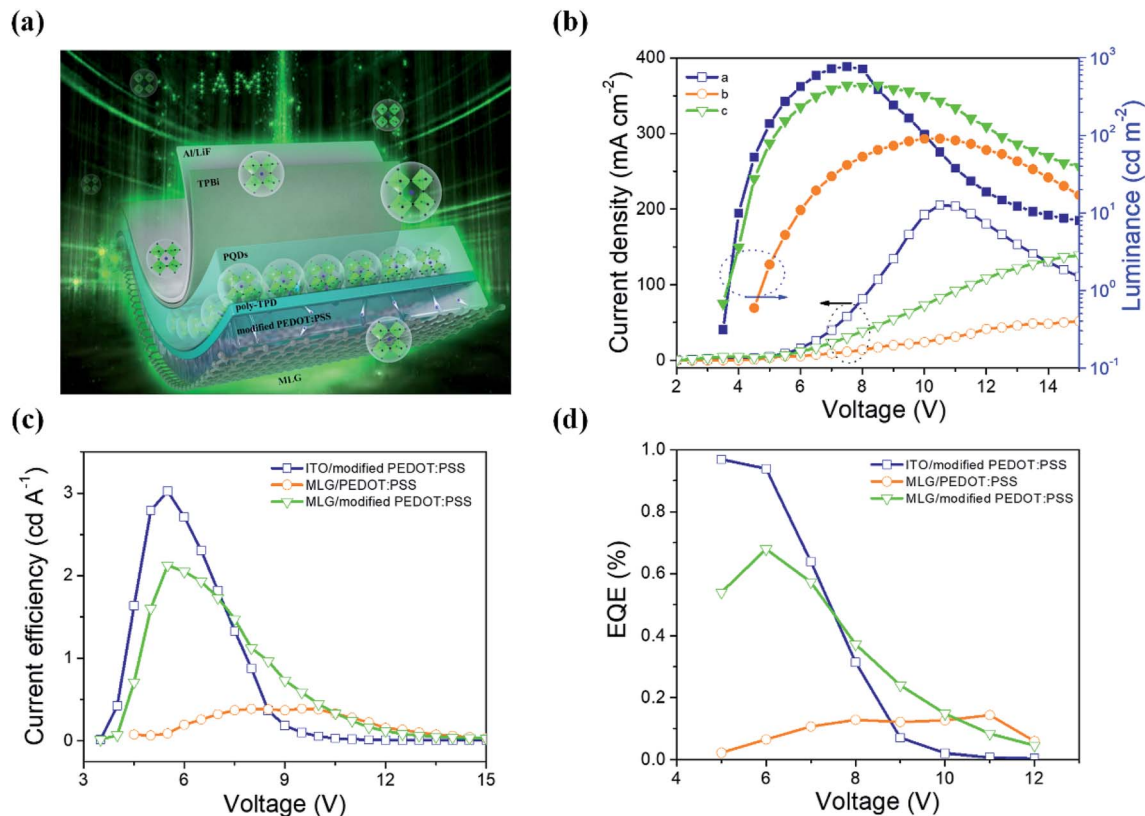 (a)
IAM
Al/LiF
TPBi
PQDs
poly-TPD
modified PEDOT:PSS
MLG
(b)
Current density (mA cm⁻²)
400
300
200
100
0
a
b
c
10³
10²
10¹
10⁰
10⁻¹
Luminance (cd m⁻²)
2 4 6 8 10 12 14
Voltage (V)
(c)
Current efficiency (cd A⁻¹)
3
2
1
0
ITO/modified PEDOT:PSS
MLG/PEDOT:PSS
MLG/modified PEDOT:PSS
3 6 9 12 15
Voltage (V)
(d)
EQE (%)
1.0
0.8
0.6
0.4
0.2
0.0
ITO/modified PEDOT:PSS
MLG/PEDOT:PSS
MLG/modified PEDOT:PSS
4 6 8 10 12
Voltage (V)